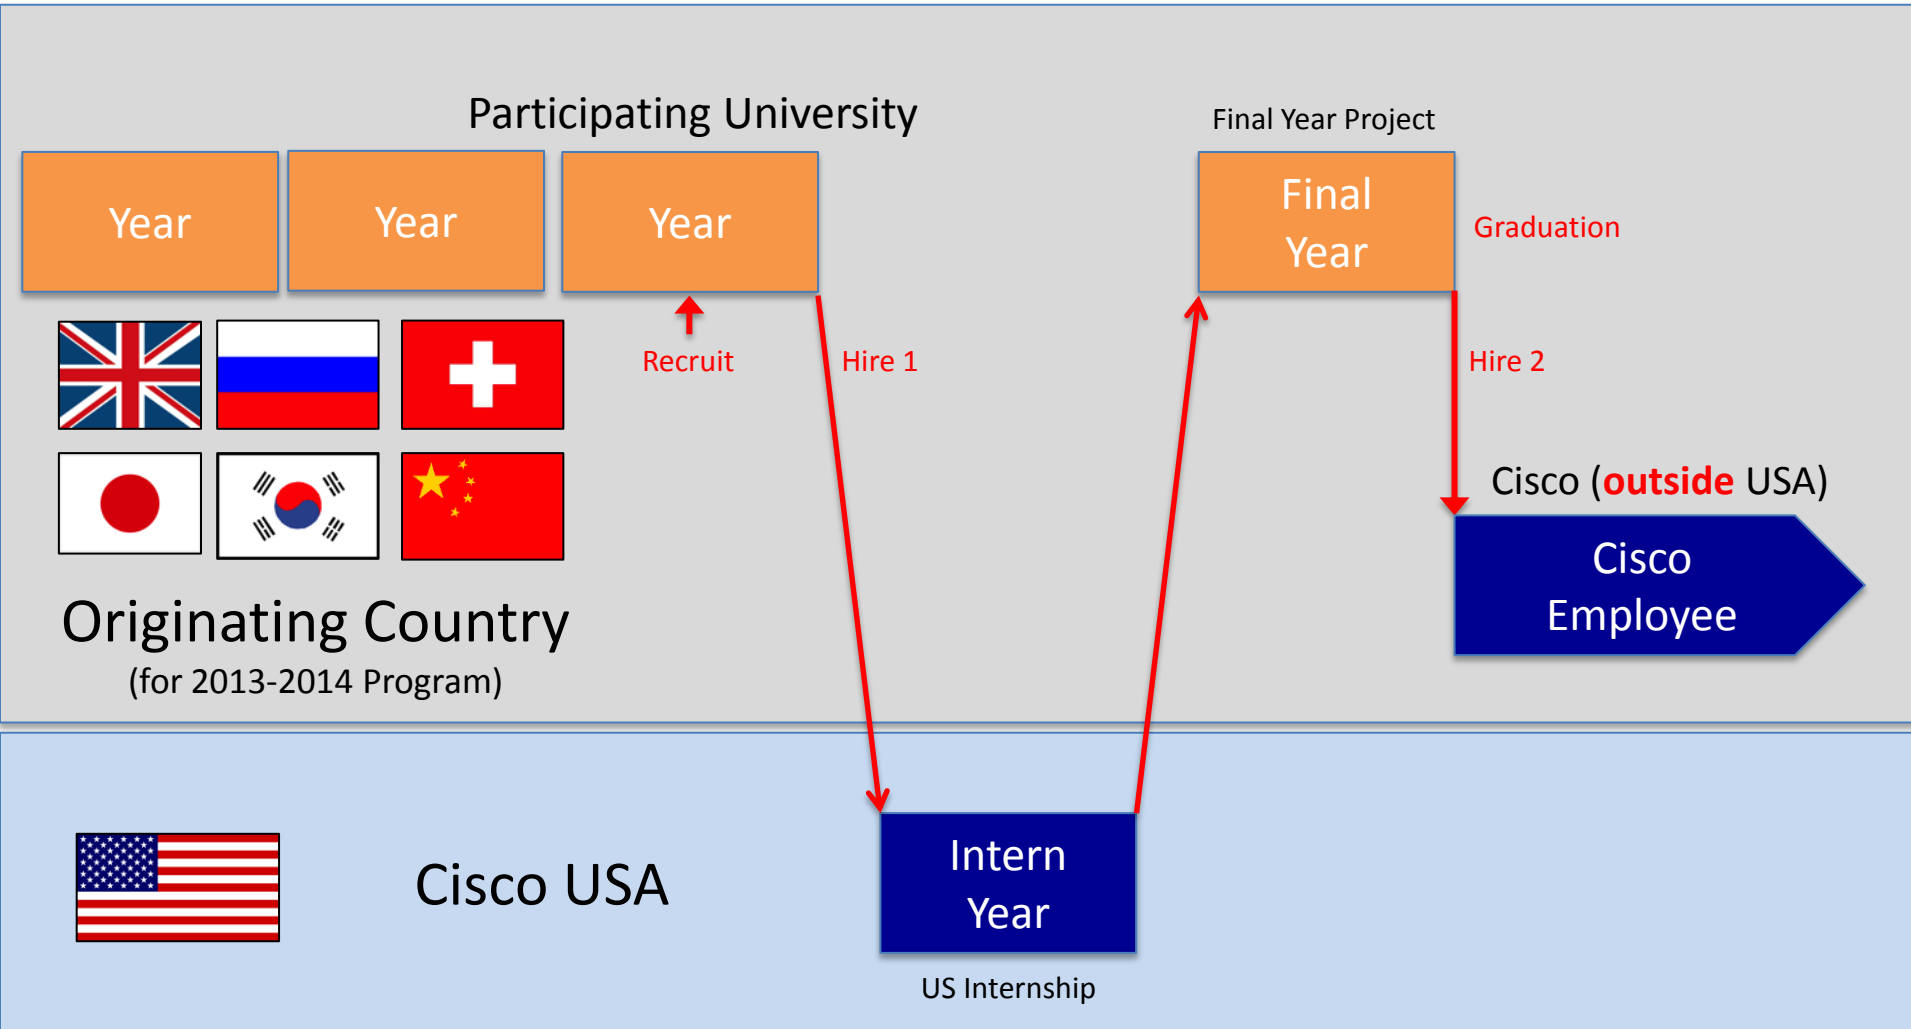 Participating University
Final Year Project
Year
Year
Year
Final
Year
Graduation
Recruit
Hire 1
Hire 2
Cisco (outside USA)
Cisco
Employee
Originating Country
(for 2013-2014 Program)
Cisco USA
Intern
Year
US Internship